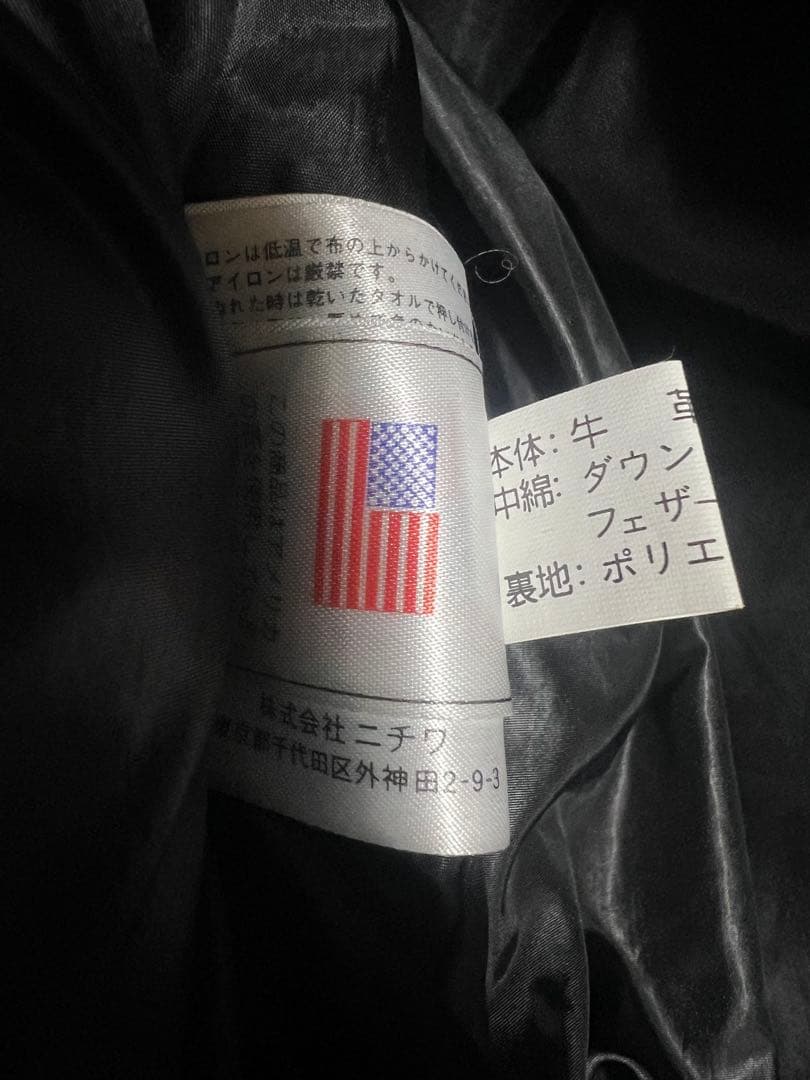 ロンは低温で布の上からかけてくださ
アイロンは厳禁です。
れた時は乾いたタオルで押し
株式会社ニチワ
東京都千代田区外神田2-9-3
本体: 牛 革
中綿: ダウン
フェザー
裏地: ポリエ